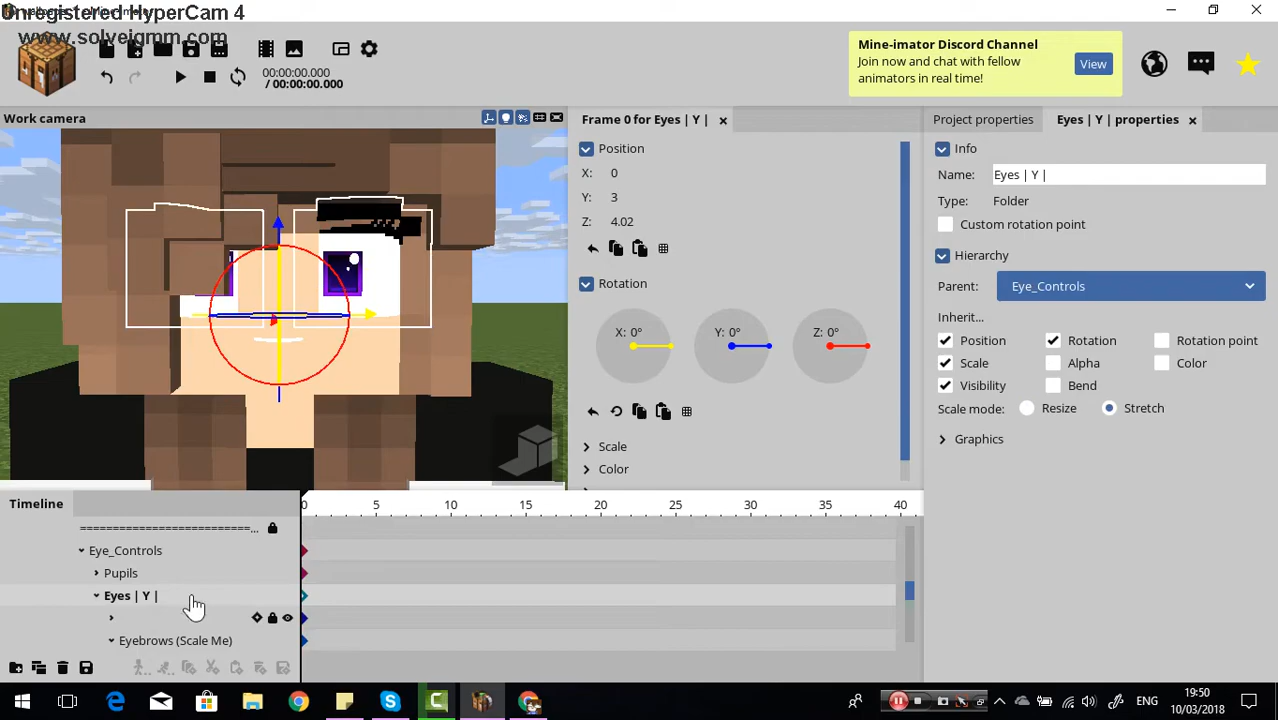 Unregistered HyperCam 4
www.solveigmm.com
00:00:00.000
/ 00:00:00.000
Mine-imator Discord Channel
Join now and chat with fellow
animators in real time!
View
Work camera
Frame 0 for Eyes | Y |
Project properties
Eyes | Y | properties
Position
X: 0
Y: 3
Z: 4.02
Rotation
X: 0°
Y: 0°
Z: 0°
Scale
Color
Info
Name: Eyes | Y |
Type: Folder
Custom rotation point
Hierarchy
Parent: Eye_Controls
Inherit...
Position
Rotation
Rotation point
Scale
Alpha
Color
Visibility
Bend
Scale mode:
Resize
Stretch
Graphics
Timeline
0 5 10 15 20 25 30 35 40
==========================...
Eye_Controls
Pupils
Eyes | Y |
Eyebrows (Scale Me)
ENG
19:50
10/03/2018